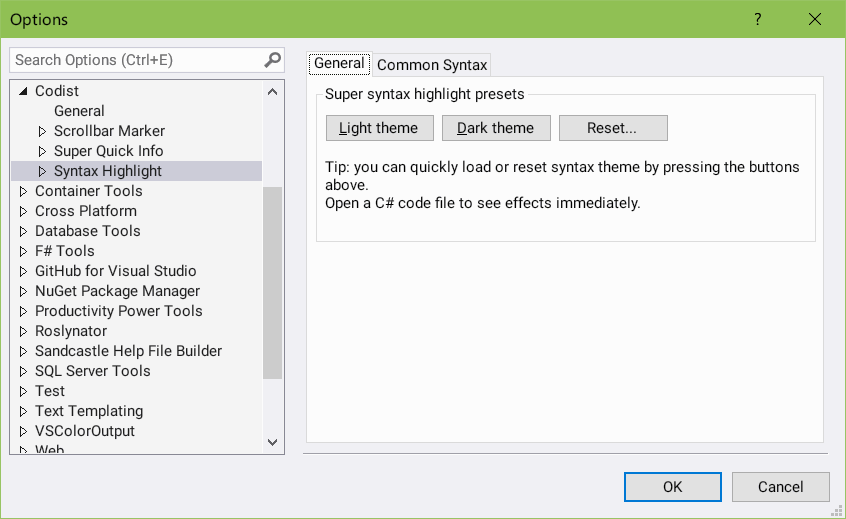 Options
?
Search Options (Ctrl+E)
Codist
General
Scrollbar Marker
Super Quick Info
Syntax Highlight
Container Tools
Cross Platform
Database Tools
F# Tools
GitHub for Visual Studio
NuGet Package Manager
Productivity Power Tools
Roslynator
Sandcastle Help File Builder
SQL Server Tools
Test
Text Templating
VSColorOutput
Web
General
Common Syntax
Super syntax highlight presets
Light theme
Dark theme
Reset...
Tip: you can quickly load or reset syntax theme by pressing the buttons
above.
Open a C# code file to see effects immediately.
OK
Cancel